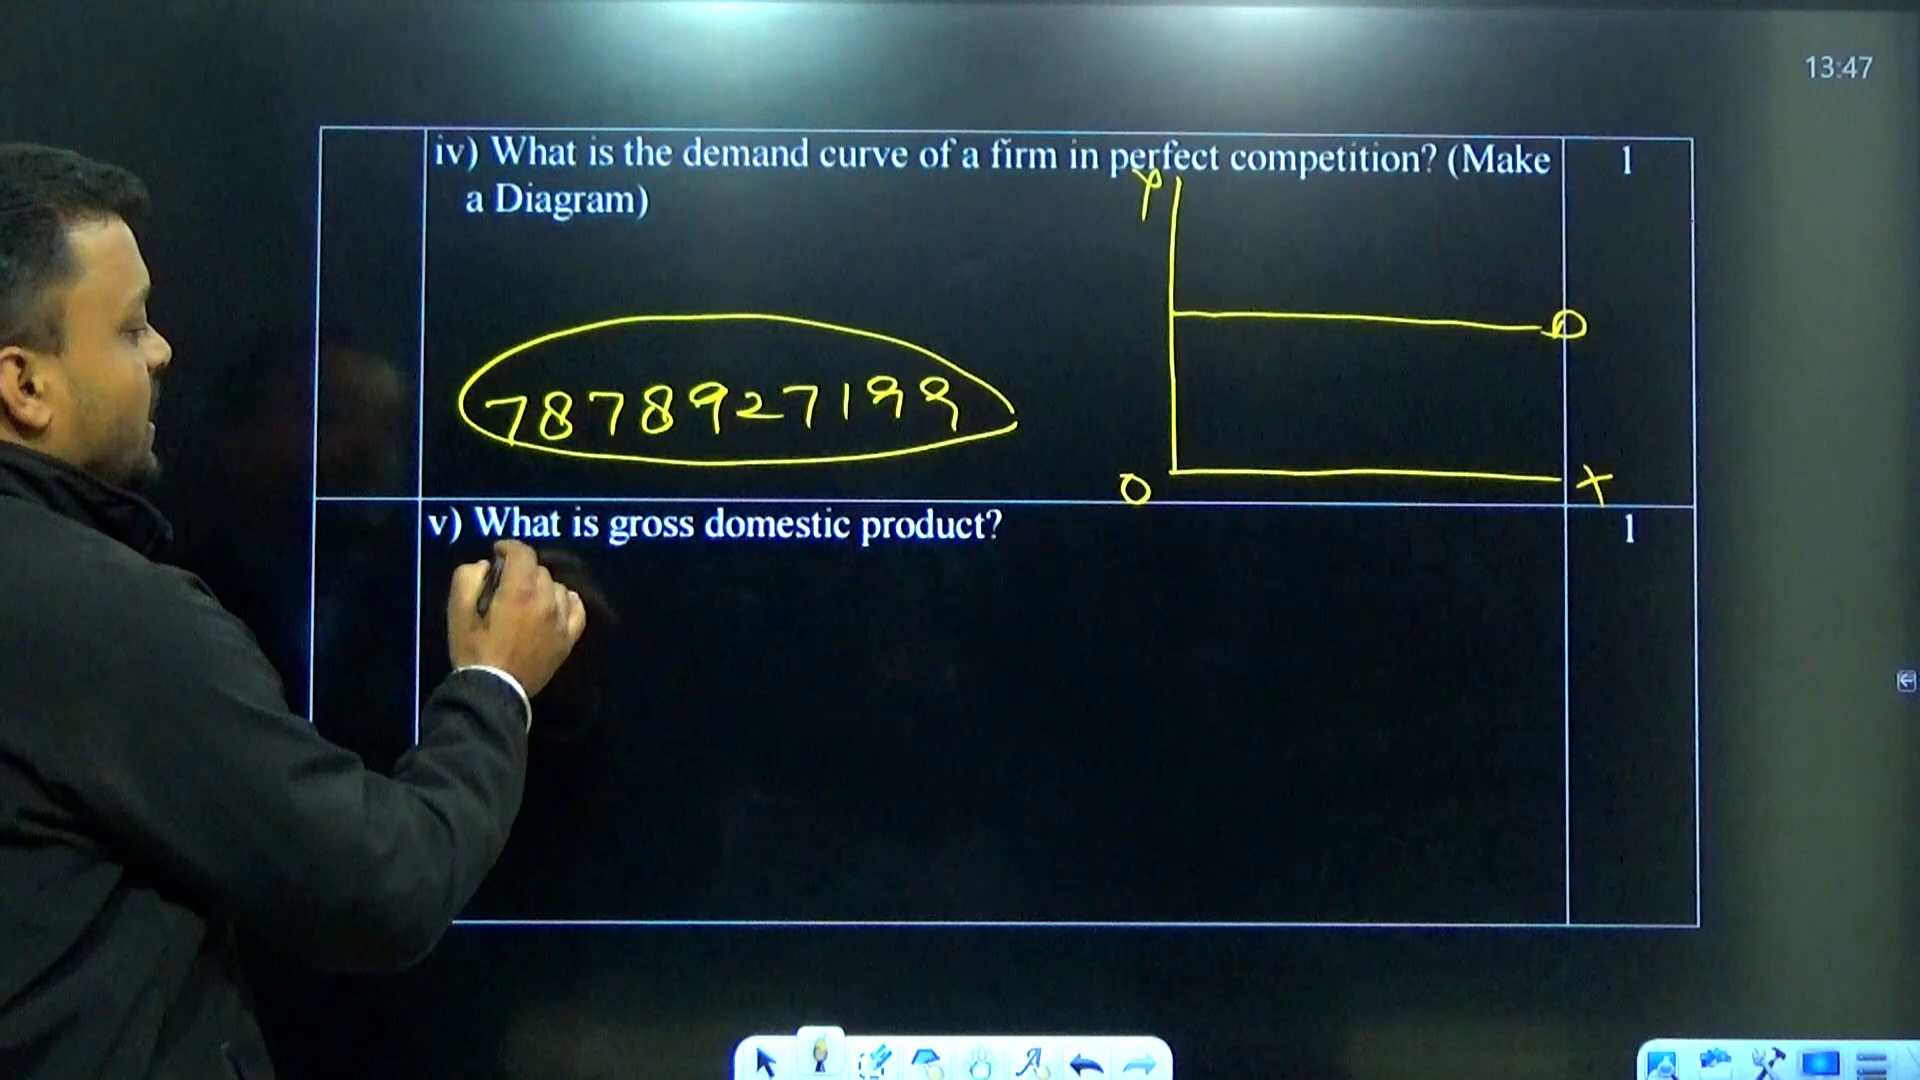 13:47
iv) What is the demand curve of a firm in perfect competition? (Make
a Diagram)
1
Y
D
7878927199
O
X
v) What is gross domestic product?
1